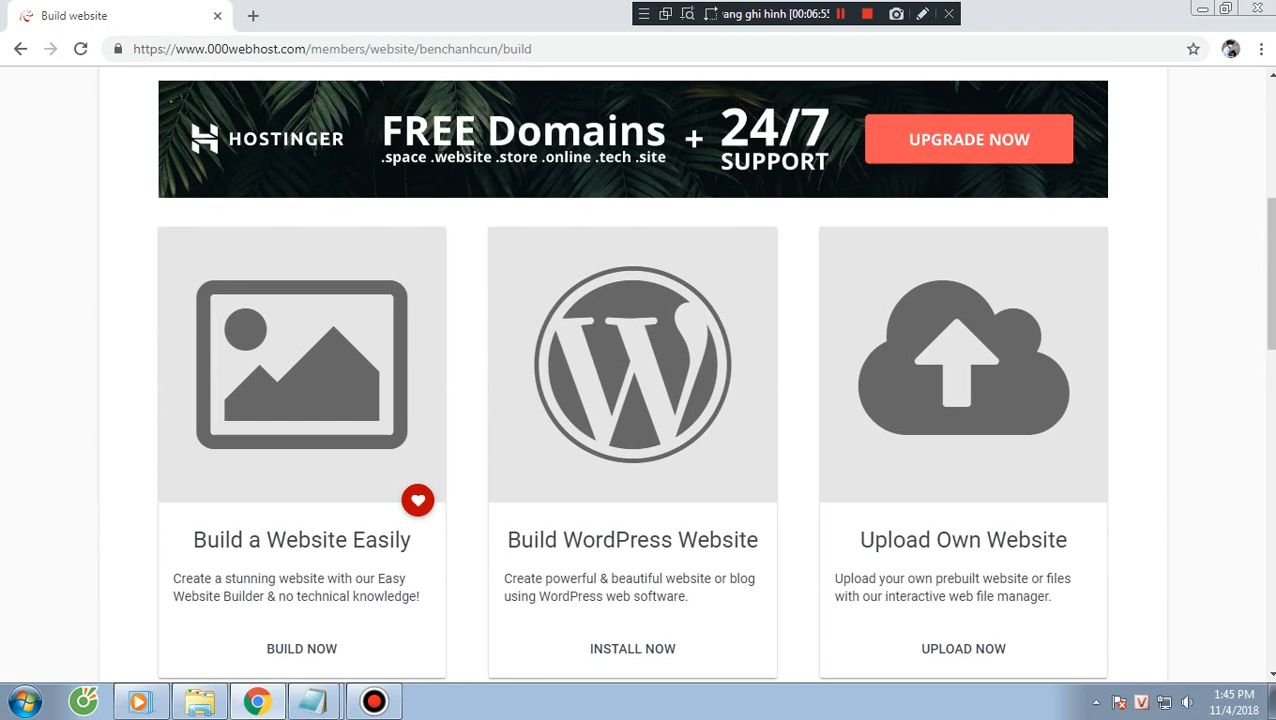 Build website
ang ghi hình [00:06:55
https://www.000webhost.com/members/website/benchanhcun/build
HOSTINGER
FREE Domains
.space .website .store .online .tech .site
+
24/7
SUPPORT
UPGRADE NOW
Build a Website Easily
Create a stunning website with our Easy
Website Builder & no technical knowledge!
BUILD NOW
Build WordPress Website
Create powerful & beautiful website or blog
using WordPress web software.
INSTALL NOW
Upload Own Website
Upload your own prebuilt website or files
with our interactive web file manager.
UPLOAD NOW
1:45 PM
11/4/2018